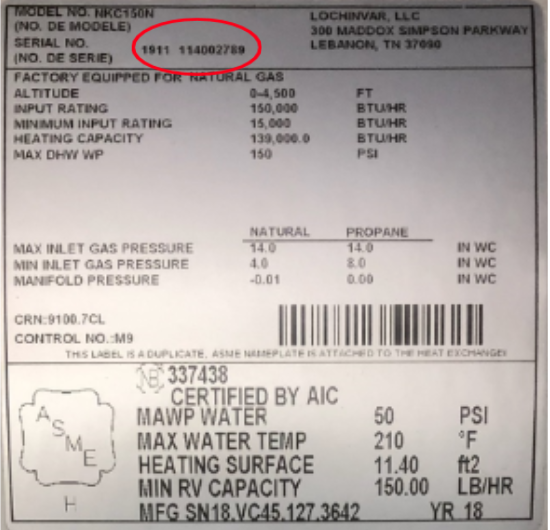 MODEL NO. NKC150N
(NO. DE MODELE)
SERIAL NO. 1911 114002789
(NO. DE SERIE)
LOCHINVAR, LLC
300 MADDOX SIMPSON PARKWAY
LEBANON, TN 37090
FACTORY EQUIPPED FOR NATURAL GAS
ALTITUDE 0-4,500 FT
INPUT RATING 150,000 BTU/HR
MINIMUM INPUT RATING 15,000 BTU/HR
HEATING CAPACITY 139,000.0 BTU/HR
MAX DHW WP 150 PSI
NATURAL PROPANE
MAX INLET GAS PRESSURE 14.0 14.0 IN WC
MIN INLET GAS PRESSURE 4.0 8.0 IN WC
MANIFOLD PRESSURE -0.01 0.00 IN WC
CRN:9100.7CL
CONTROL NO.:M9
THIS LABEL IS A DUPLICATE. ASME NAMEPLATE IS ATTACHED TO THE HEAT EXCHANGER
NB 337438
CERTIFIED BY AIC
MAWP WATER 50 PSI
MAX WATER TEMP 210 °F
HEATING SURFACE 11.40 ft2
MIN RV CAPACITY 150.00 LB/HR
MFG SN18.VC45.127.3642 YR 18
ASME
H